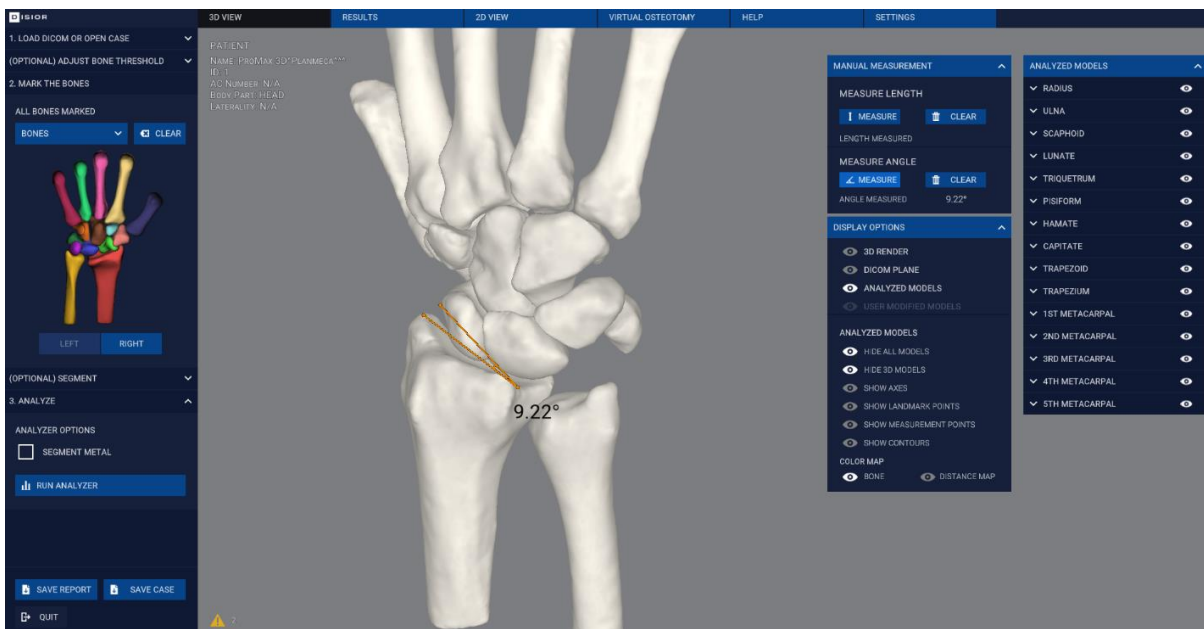 DISIOR
3D VIEW
RESULTS
2D VIEW
VIRTUAL OSTEOTOMY
HELP
SETTINGS
1. LOAD DICOM OR OPEN CASE
(OPTIONAL) ADJUST BONE THRESHOLD
2. MARK THE BONES
ALL BONES MARKED
BONES
CLEAR
LEFT
RIGHT
(OPTIONAL) SEGMENT
3. ANALYZE
ANALYZER OPTIONS
SEGMENT METAL
RUN ANALYZER
SAVE REPORT
SAVE CASE
QUIT
PATIENT
NAME: PROMAX 3D^PLANMECA^^^
ID: 1
AC NUMBER: N/A
BODY PART: HEAD
LATERALITY: N/A
9.22°
2
MANUAL MEASUREMENT
MEASURE LENGTH
MEASURE
CLEAR
LENGTH MEASURED
MEASURE ANGLE
MEASURE
CLEAR
ANGLE MEASURED 9.22°
DISPLAY OPTIONS
3D RENDER
DICOM PLANE
ANALYZED MODELS
USER MODIFIED MODELS
ANALYZED MODELS
HIDE ALL MODELS
HIDE 3D MODELS
SHOW AXES
SHOW LANDMARK POINTS
SHOW MEASUREMENT POINTS
SHOW CONTOURS
COLOR MAP
BONE
DISTANCE MAP
ANALYZED MODELS
RADIUS
ULNA
SCAPHOID
LUNATE
TRIQUETRUM
PISIFORM
HAMATE
CAPITATE
TRAPEZOID
TRAPEZIUM
1ST METACARPAL
2ND METACARPAL
3RD METACARPAL
4TH METACARPAL
5TH METACARPAL